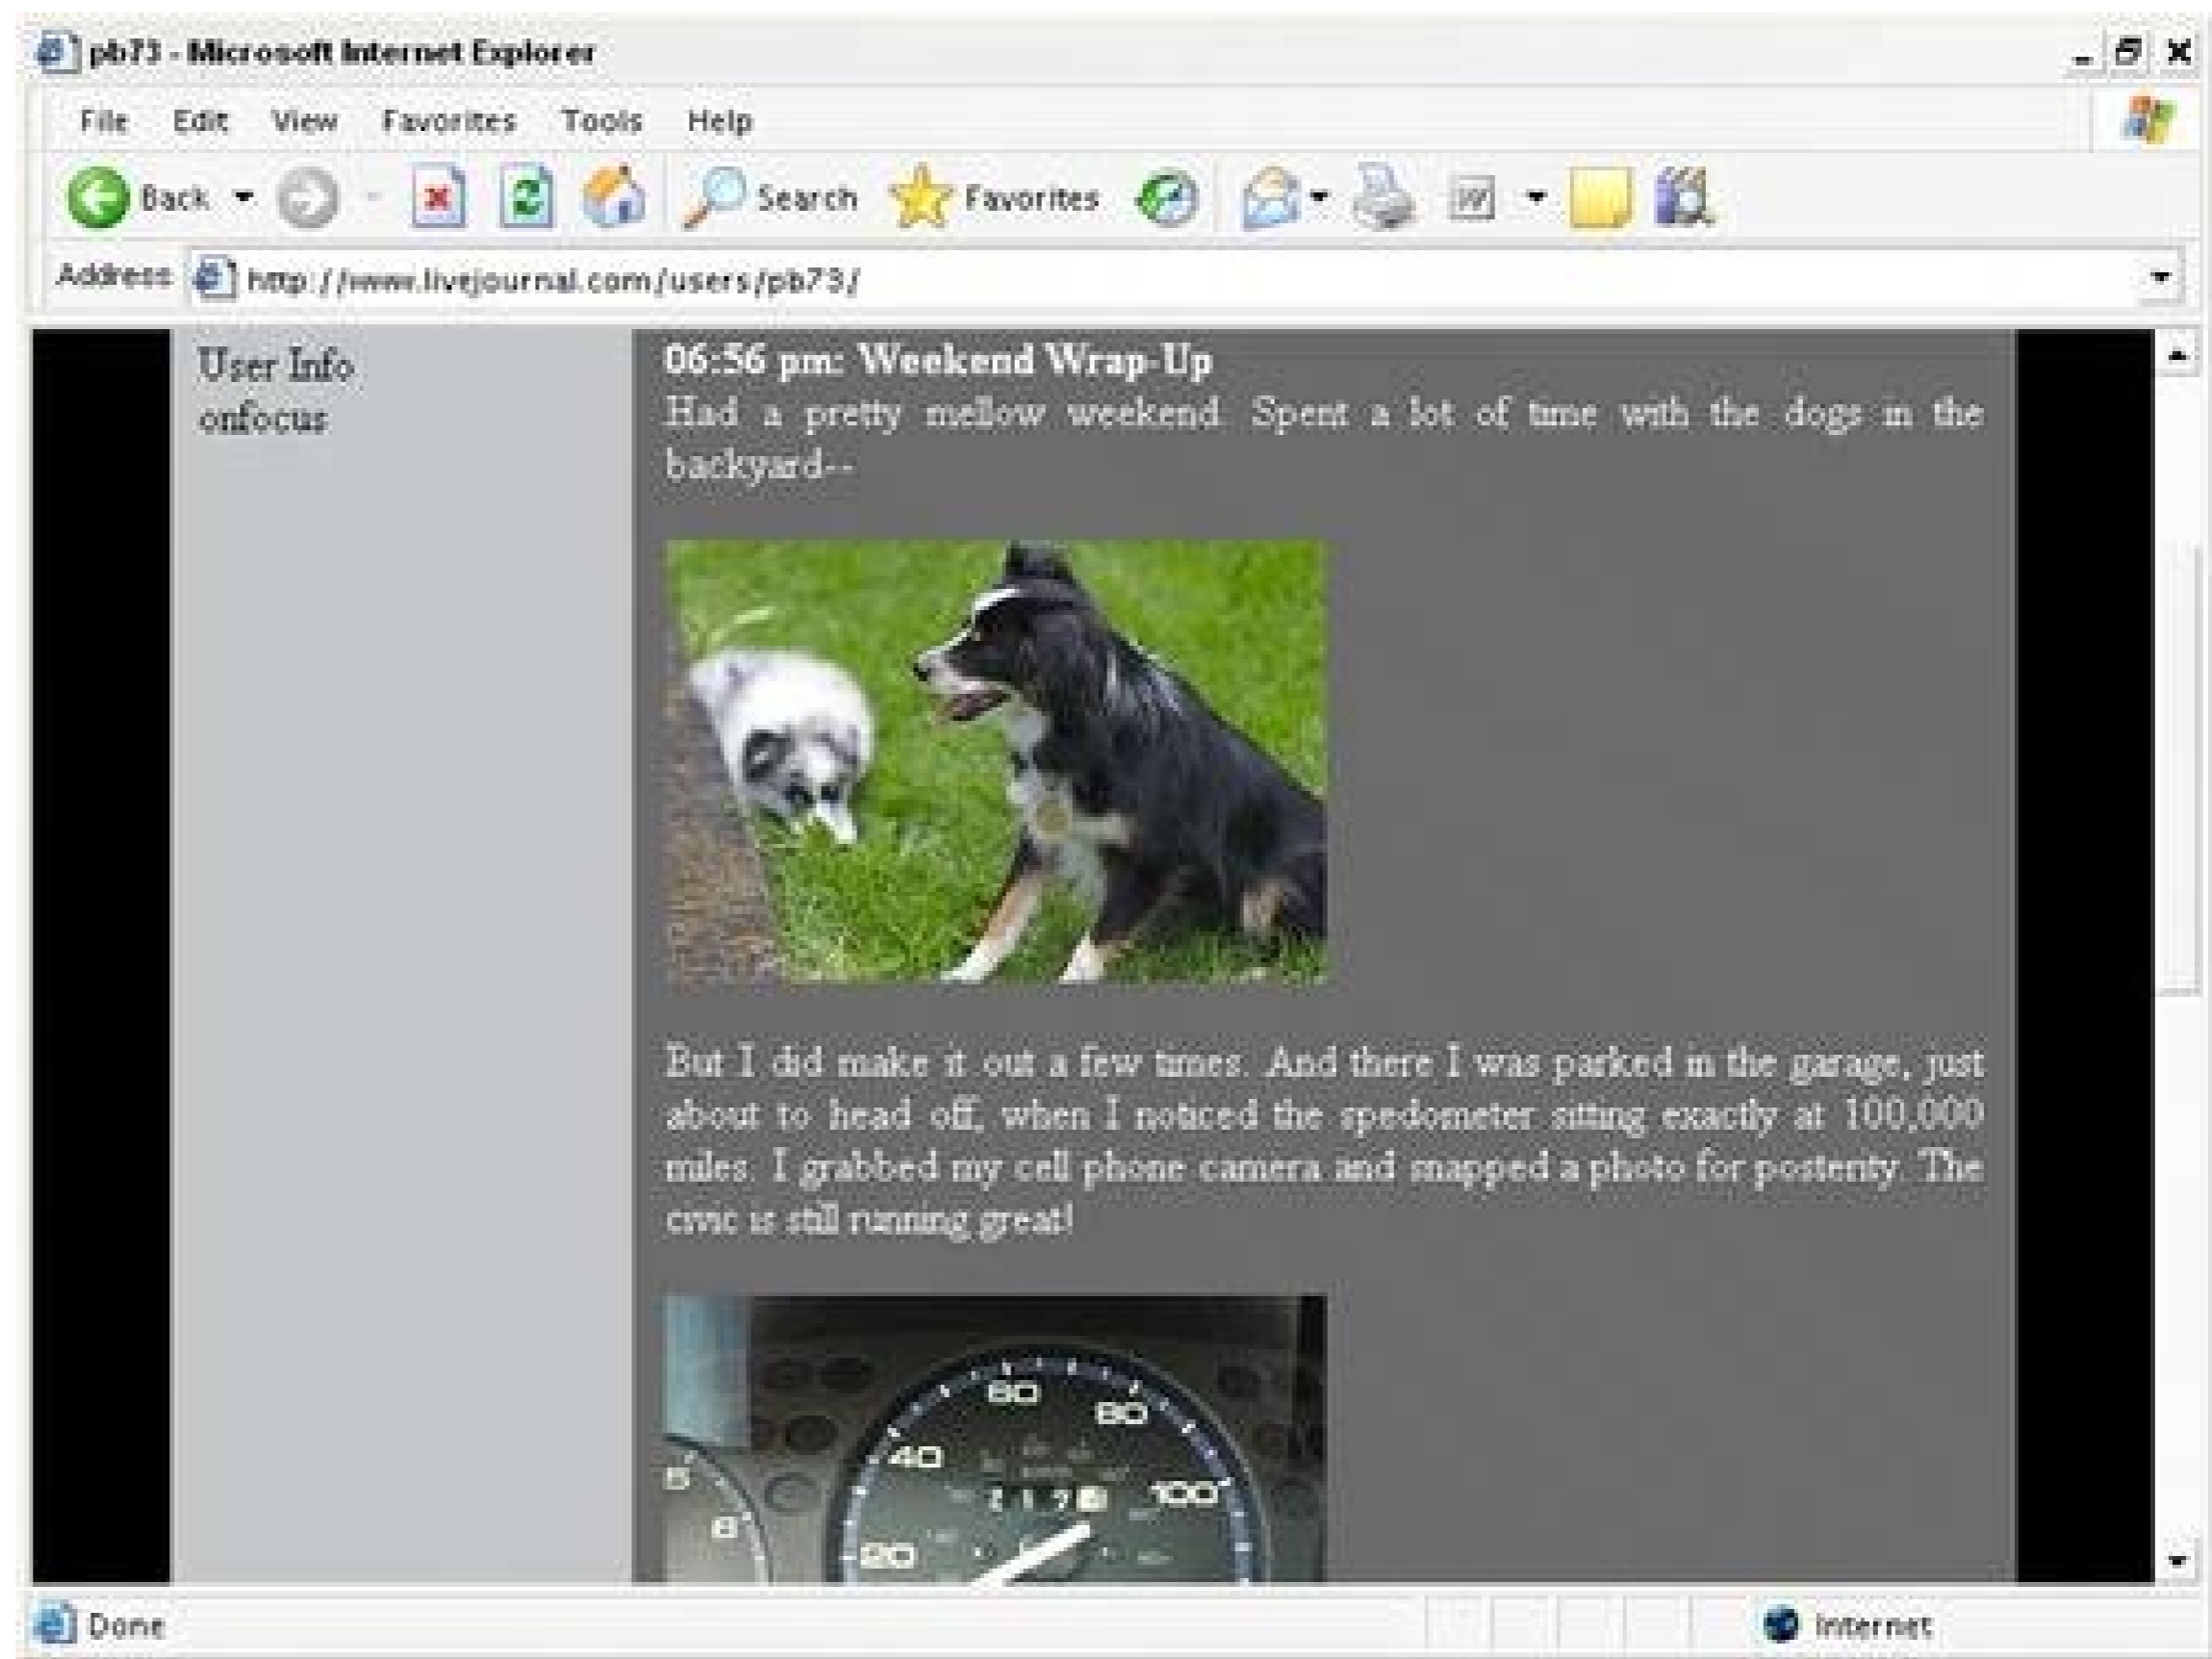 pb73 - Microsoft Internet Explorer
File Edit View Favorites Tools Help
Back Search Favorites
Address http://www.livejournal.com/users/pb73/
User Info
onfocus
06:56 pm: Weekend Wrap-Up
Had a pretty mellow weekend. Spent a lot of time with the dogs in the
backyard--
But I did make it out a few times. And there I was parked in the garage, just
about to head off, when I noticed the spedometer sitting exactly at 100,000
miles. I grabbed my cell phone camera and snapped a photo for posterity. The
civic is still running great!
60
80
40
100
5
6
20
Done Internet